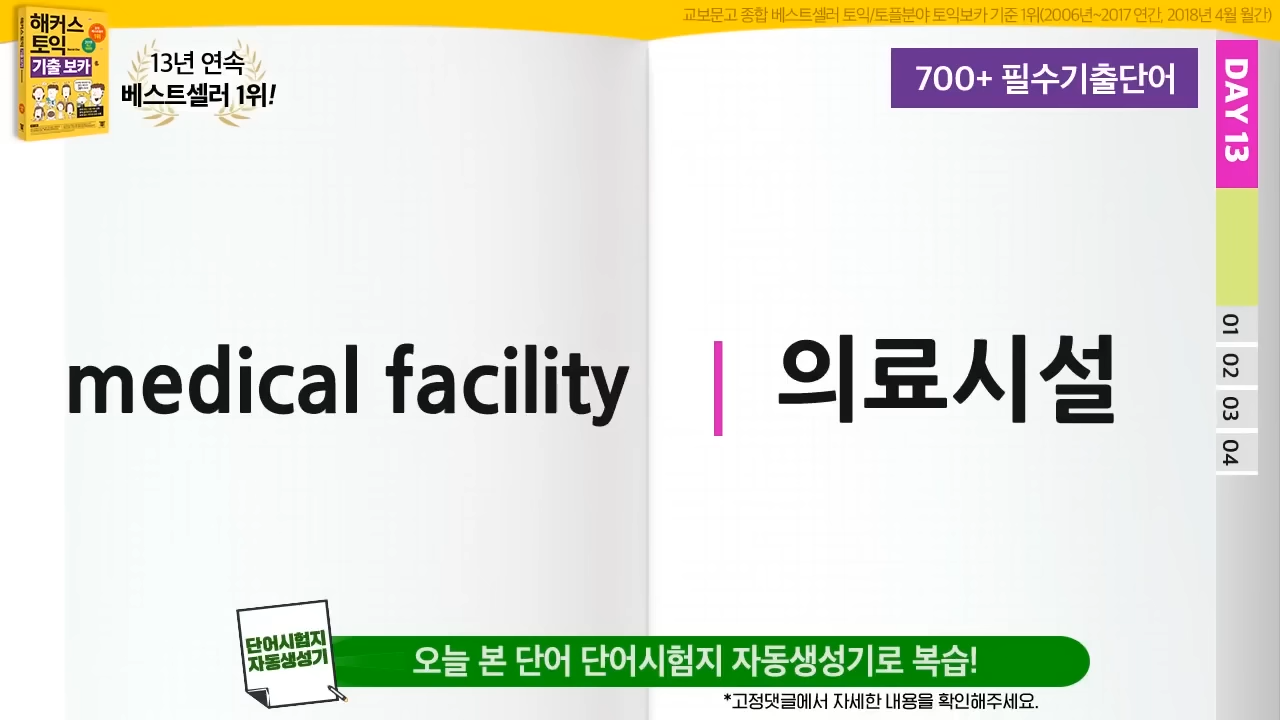 교보문고 종합 베스트셀러 토익/토플분야 토익보카 기준 1위(2006년~2017 연간, 2018년 4월 월간)
해커스
토익
기출 보카
13년 연속
베스트셀러 1위!
700+ 필수기출단어
DAY 13
medical facility
의료시설
01
02
03
04
단어시험지
자동생성기
오늘 본 단어 단어시험지 자동생성기로 복습!
*고정댓글에서 자세한 내용을 확인해주세요.